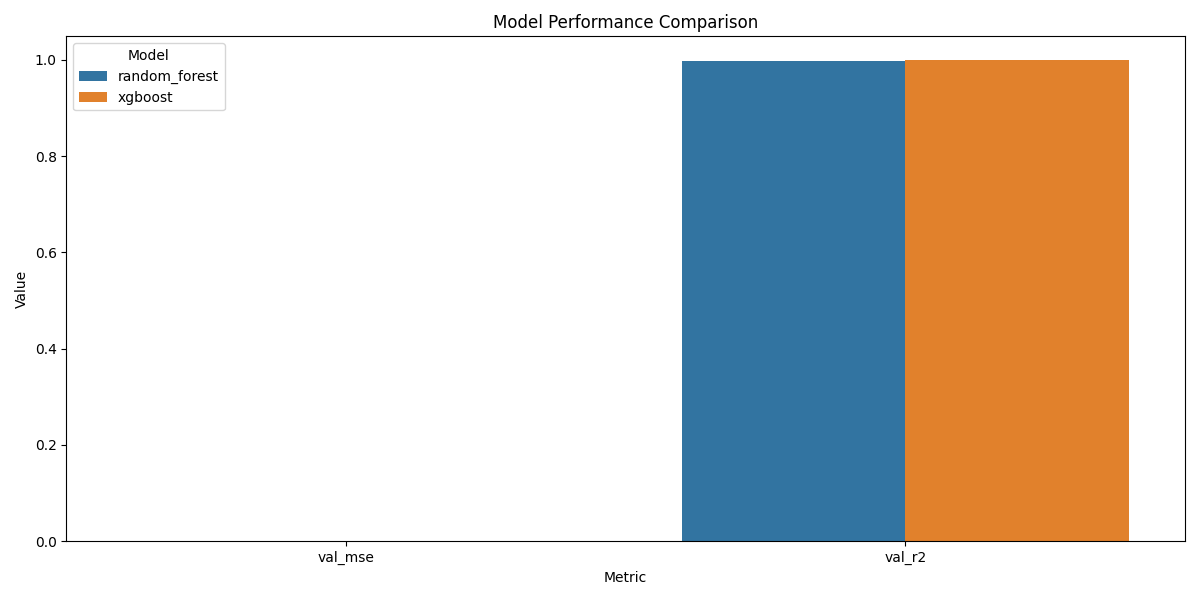 Model Performance Comparison
Model
random_forest
xgboost
1.0
0.8
0.6
0.4
0.2
0.0
Value
val_mse
val_r2
Metric